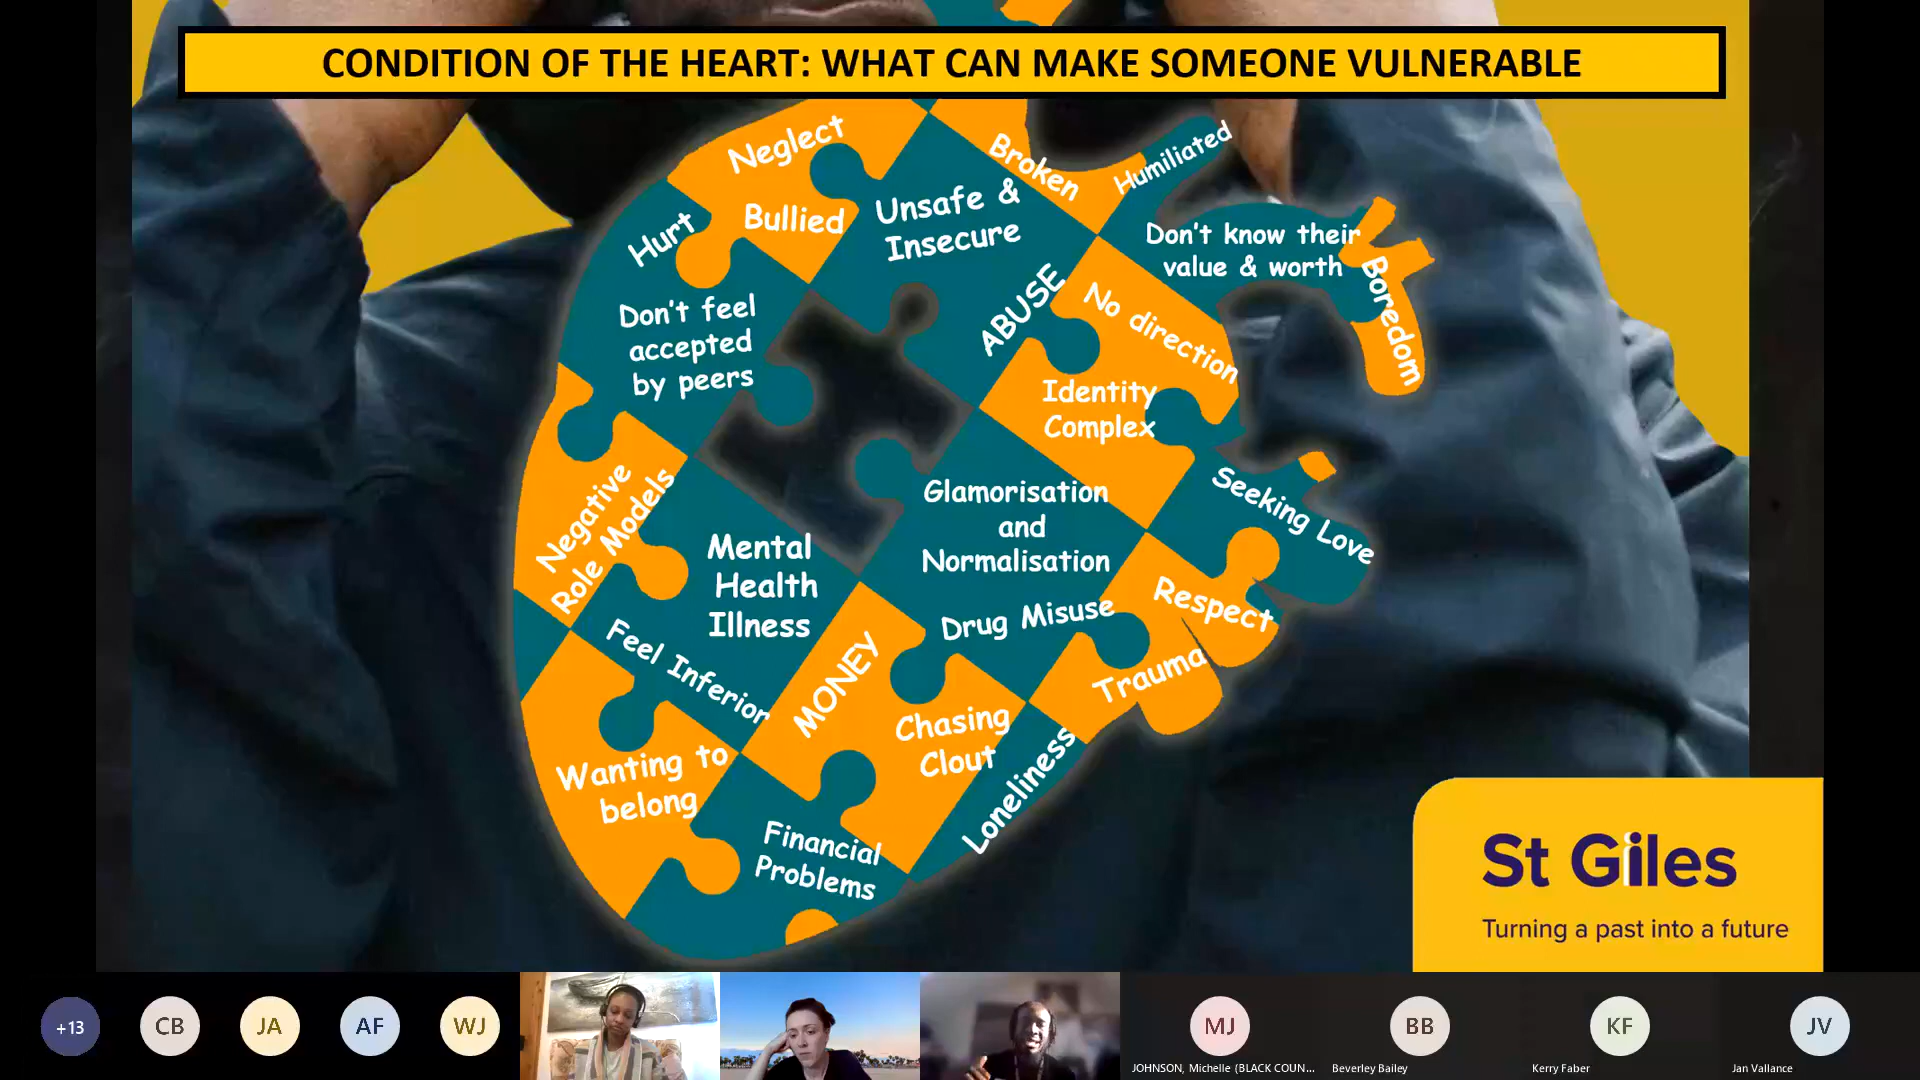 CONDITION OF THE HEART: WHAT CAN MAKE SOMEONE VULNERABLE
Neglect
Bullied
Hurt
Don't feel
accepted
by peers
Unsafe &
Insecure
Broken
Humiliated
Don't know their
value & worth
Boredom
ABUSE
No direction
Identity
Complex
Negative
Role Models
Mental
Health
Illness
Glamorisation
and
Normalisation
Drug Misuse
Seeking Love
Respect
Trauma
Feel Inferior
MONEY
Chasing
Clout
Loneliness
Wanting to
belong
Financial
Problems
St Giles
Turning a past into a future
+13
CB
JA
AF
WJ
MJ
BB
KF
JV
JOHNSON, Michelle (BLACK COUN...
Beverley Bailey
Kerry Faber
Jan Vallance